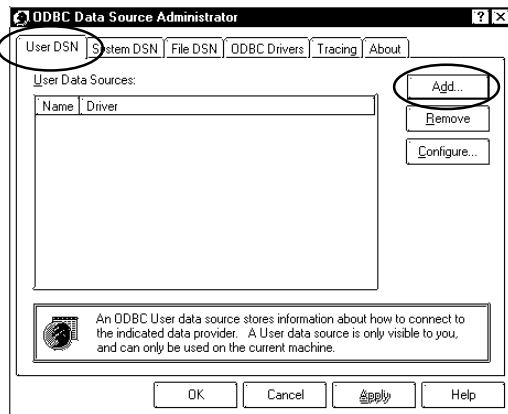 ODBC Data Source Administrator
? X
User DSN System DSN File DSN ODBC Drivers Tracing About
User Data Sources:
Name Driver
Add...
Remove
Configure...
An ODBC User data source stores information about how to connect to
the indicated data provider. A User data source is only visible to you,
and can only be used on the current machine.
OK Cancel Apply Help